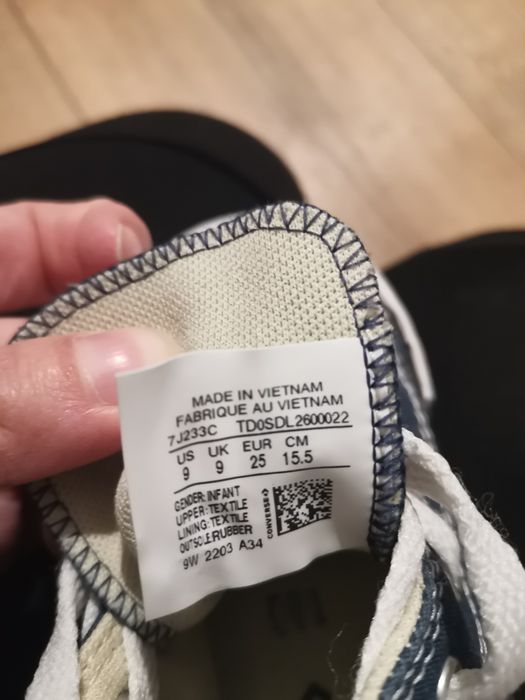 MADE IN VIETNAM
FABRIQUE AU VIETNAM
7J233C TD0SDL2600022
US UK EUR CM
9 9 25 15.5
GENDER:INFANT
UPPER:TEXTILE
LINING:TEXTILE
OUTSOLE:RUBBER
9W 2203 A34
CONVERSE